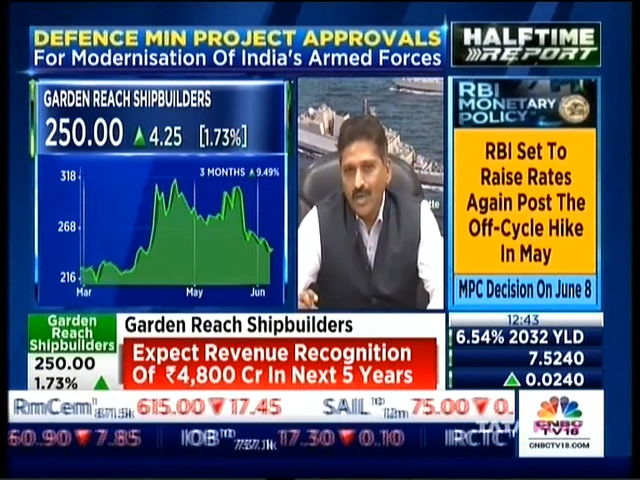 DEFENCE MIN PROJECT APPROVALS
For Modernisation Of India's Armed Forces
HALFTIME
REPORT
GARDEN REACH SHIPBUILDERS
250.00 ▲ 4.25 [1.73%]
3 MONTHS ▲ 9.49%
318
268
216
Mar
May
Jun
RBI
MONETARY
POLICY
RBI Set To
Raise Rates
Again Post The
Off-Cycle Hike
In May
MPC Decision On June 8
Garden
Reach
Shipbuilders
250.00
1.73% ▲
Garden Reach Shipbuilders
Expect Revenue Recognition
Of ₹4,800 Cr In Next 5 Years
12:43
6.54% 2032 YLD
7.5240
▲ 0.0240
RmCem 615.00 ▼ 17.45 SAIL 75.00 ▼ 0.
60.90 ▼ 7.85 IOB 17.30 ▼ 0.10 IRCTC
CNBC
TV18
CNBCTV18.COM